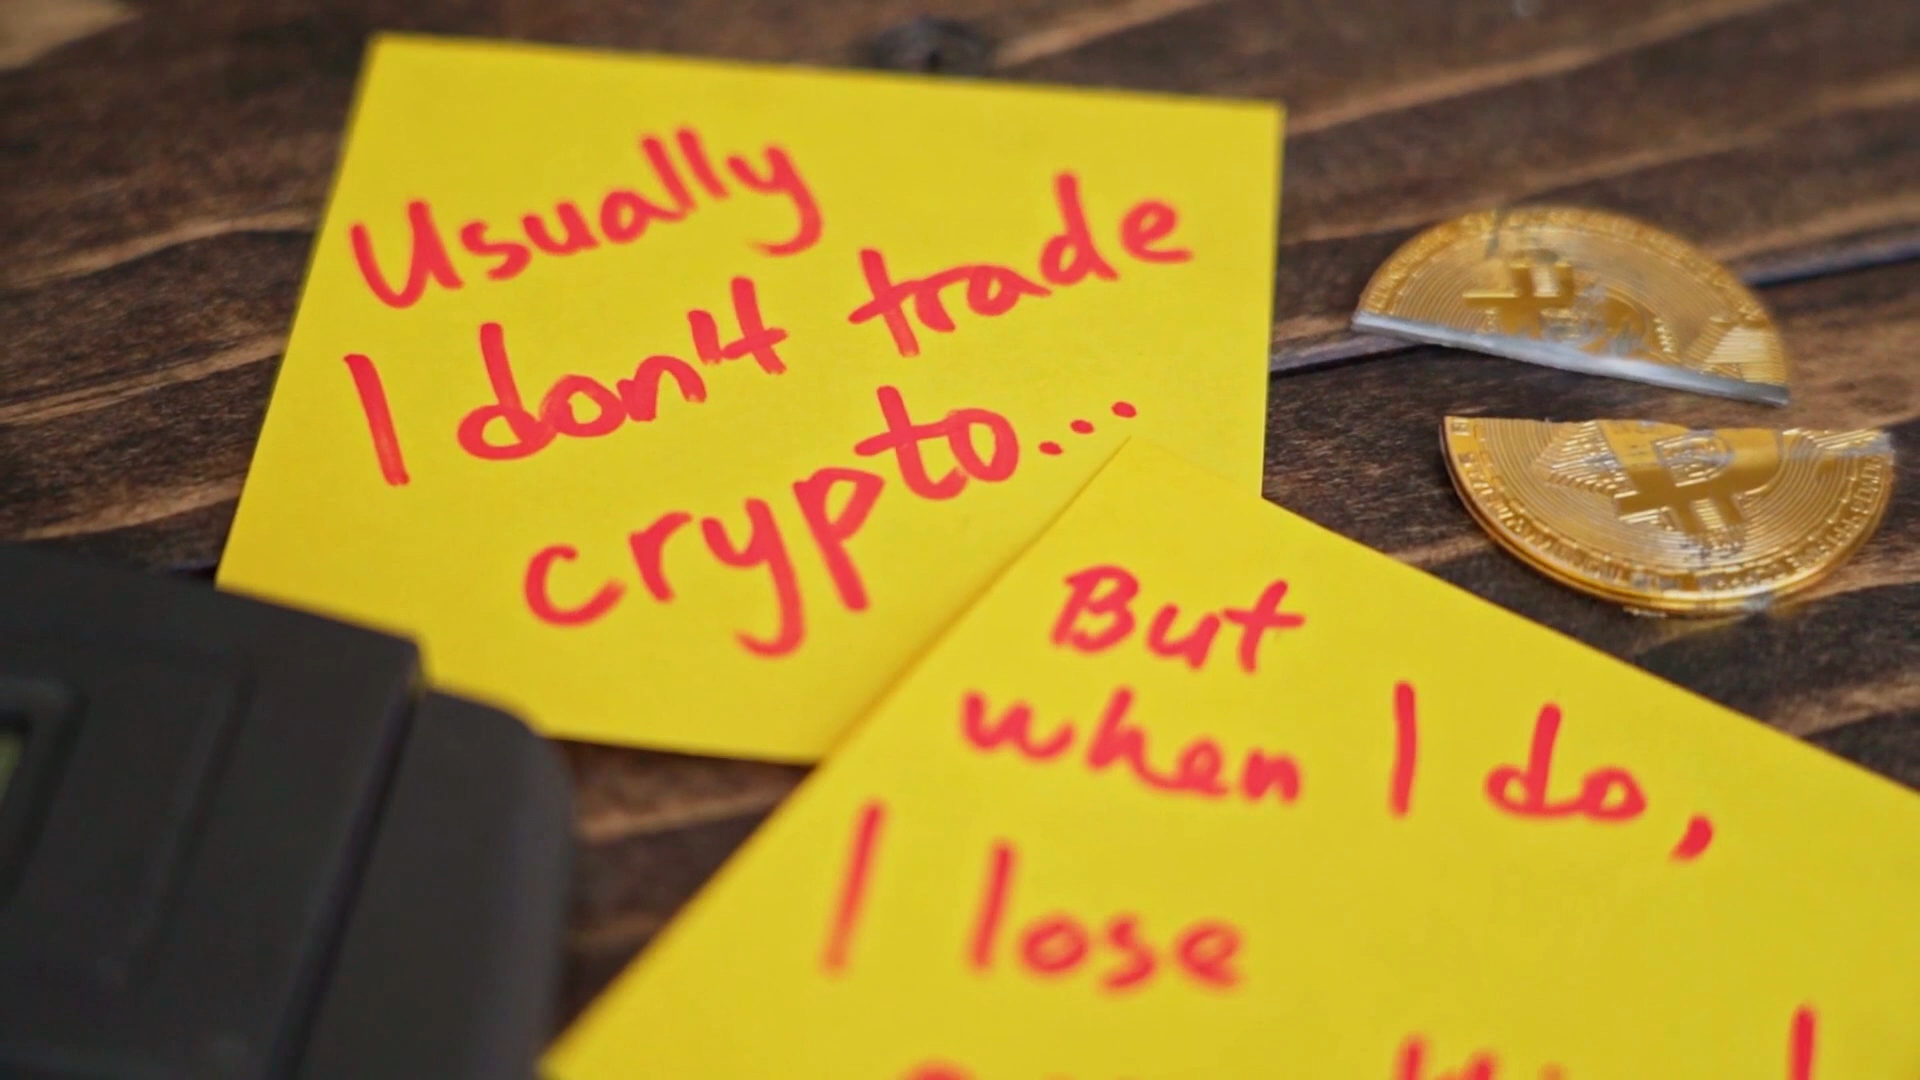 Usually
I don't trade
crypto...
But
when I do,
I lose